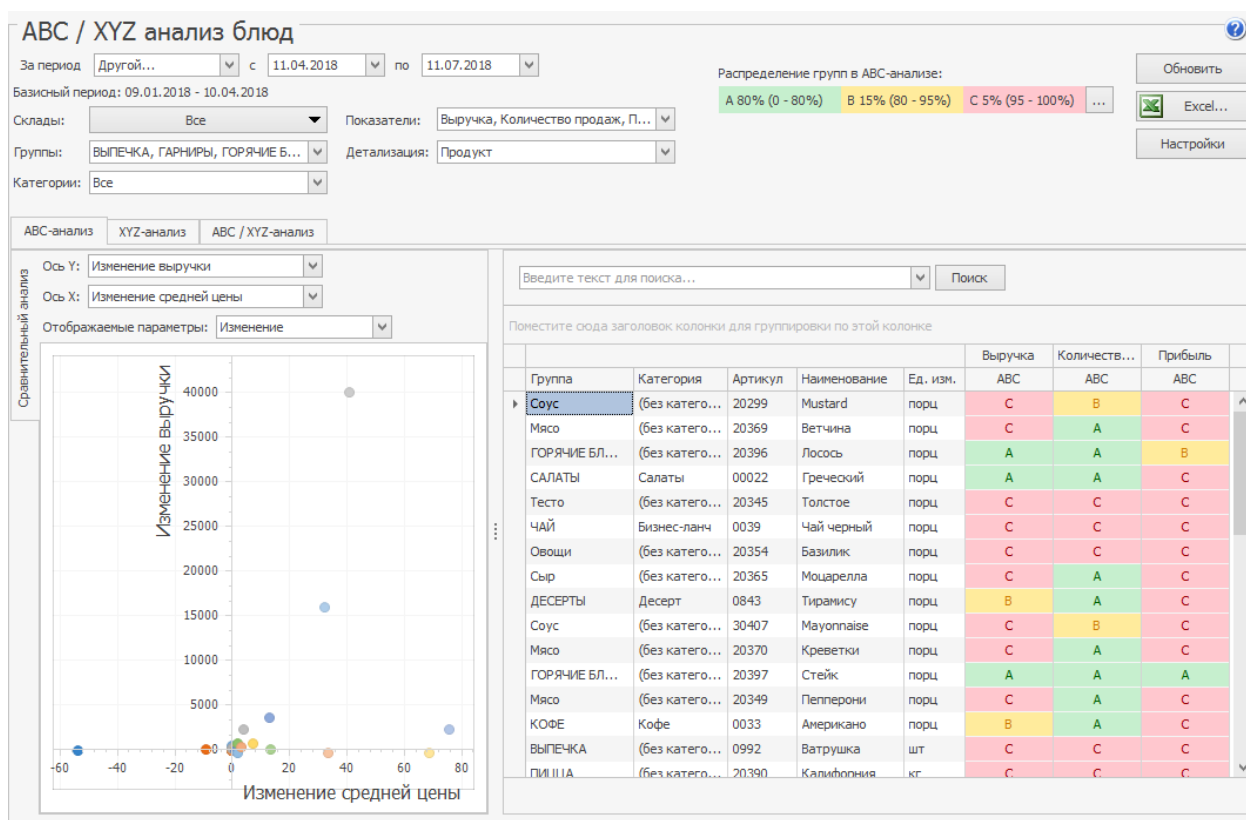 ABC / XYZ анализ блюд
За период Другой... с 11.04.2018 по 11.07.2018
Базисный период: 09.01.2018 - 10.04.2018
Склады: Все Показатели: Выручка, Количество продаж, П...
Группы: ВЫПЕЧКА, ГАРНИРЫ, ГОРЯЧИЕ Б... Детализация: Продукт
Категории: Все
Распределение групп в ABC-анализе:
A 80% (0 - 80%) B 15% (80 - 95%) C 5% (95 - 100%) ...
Обновить
Excel...
Настройки
ABC-анализ XYZ-анализ ABC / XYZ-анализ
Сравнительный анализ
Ось Y: Изменение выручки
Ось X: Изменение средней цены
Отображаемые параметры: Изменение
Изменение выручки
40000
35000
30000
25000
20000
15000
10000
5000
0
-60 -40 -20 0 20 40 60 80
Изменение средней цены
Введите текст для поиска... Поиск
Поместите сюда заголовок колонки для группировки по этой колонке
Выручка Количеств... Прибыль
Группа Категория Артикул Наименование Ед. изм. ABC ABC ABC
Соус (без катего... 20299 Mustard порц C B C
Мясо (без катего... 20369 Ветчина порц C A C
ГОРЯЧИЕ БЛ... (без катего... 20396 Лосось порц A A B
САЛАТЫ Салаты 00022 Греческий порц A A C
Тесто (без катего... 20345 Толстое порц C C C
ЧАЙ Бизнес-ланч 0039 Чай черный порц C C C
Овощи (без катего... 20354 Базилик порц C C C
Сыр (без катего... 20365 Моцарелла порц C A C
ДЕСЕРТЫ Десерт 0843 Тирамису порц B A C
Соус (без катего... 30407 Mayonnaise порц C B C
Мясо (без катего... 20370 Креветки порц C A C
ГОРЯЧИЕ БЛ... (без катего... 20397 Стейк порц A A A
Мясо (без катего... 20349 Пепперони порц C A C
КОФЕ Кофе 0033 Американо порц B A C
ВЫПЕЧКА (без катего... 0992 Ватрушка шт C C C
ПИЦЦА (без катего... 20390 Калифорния кг C C C